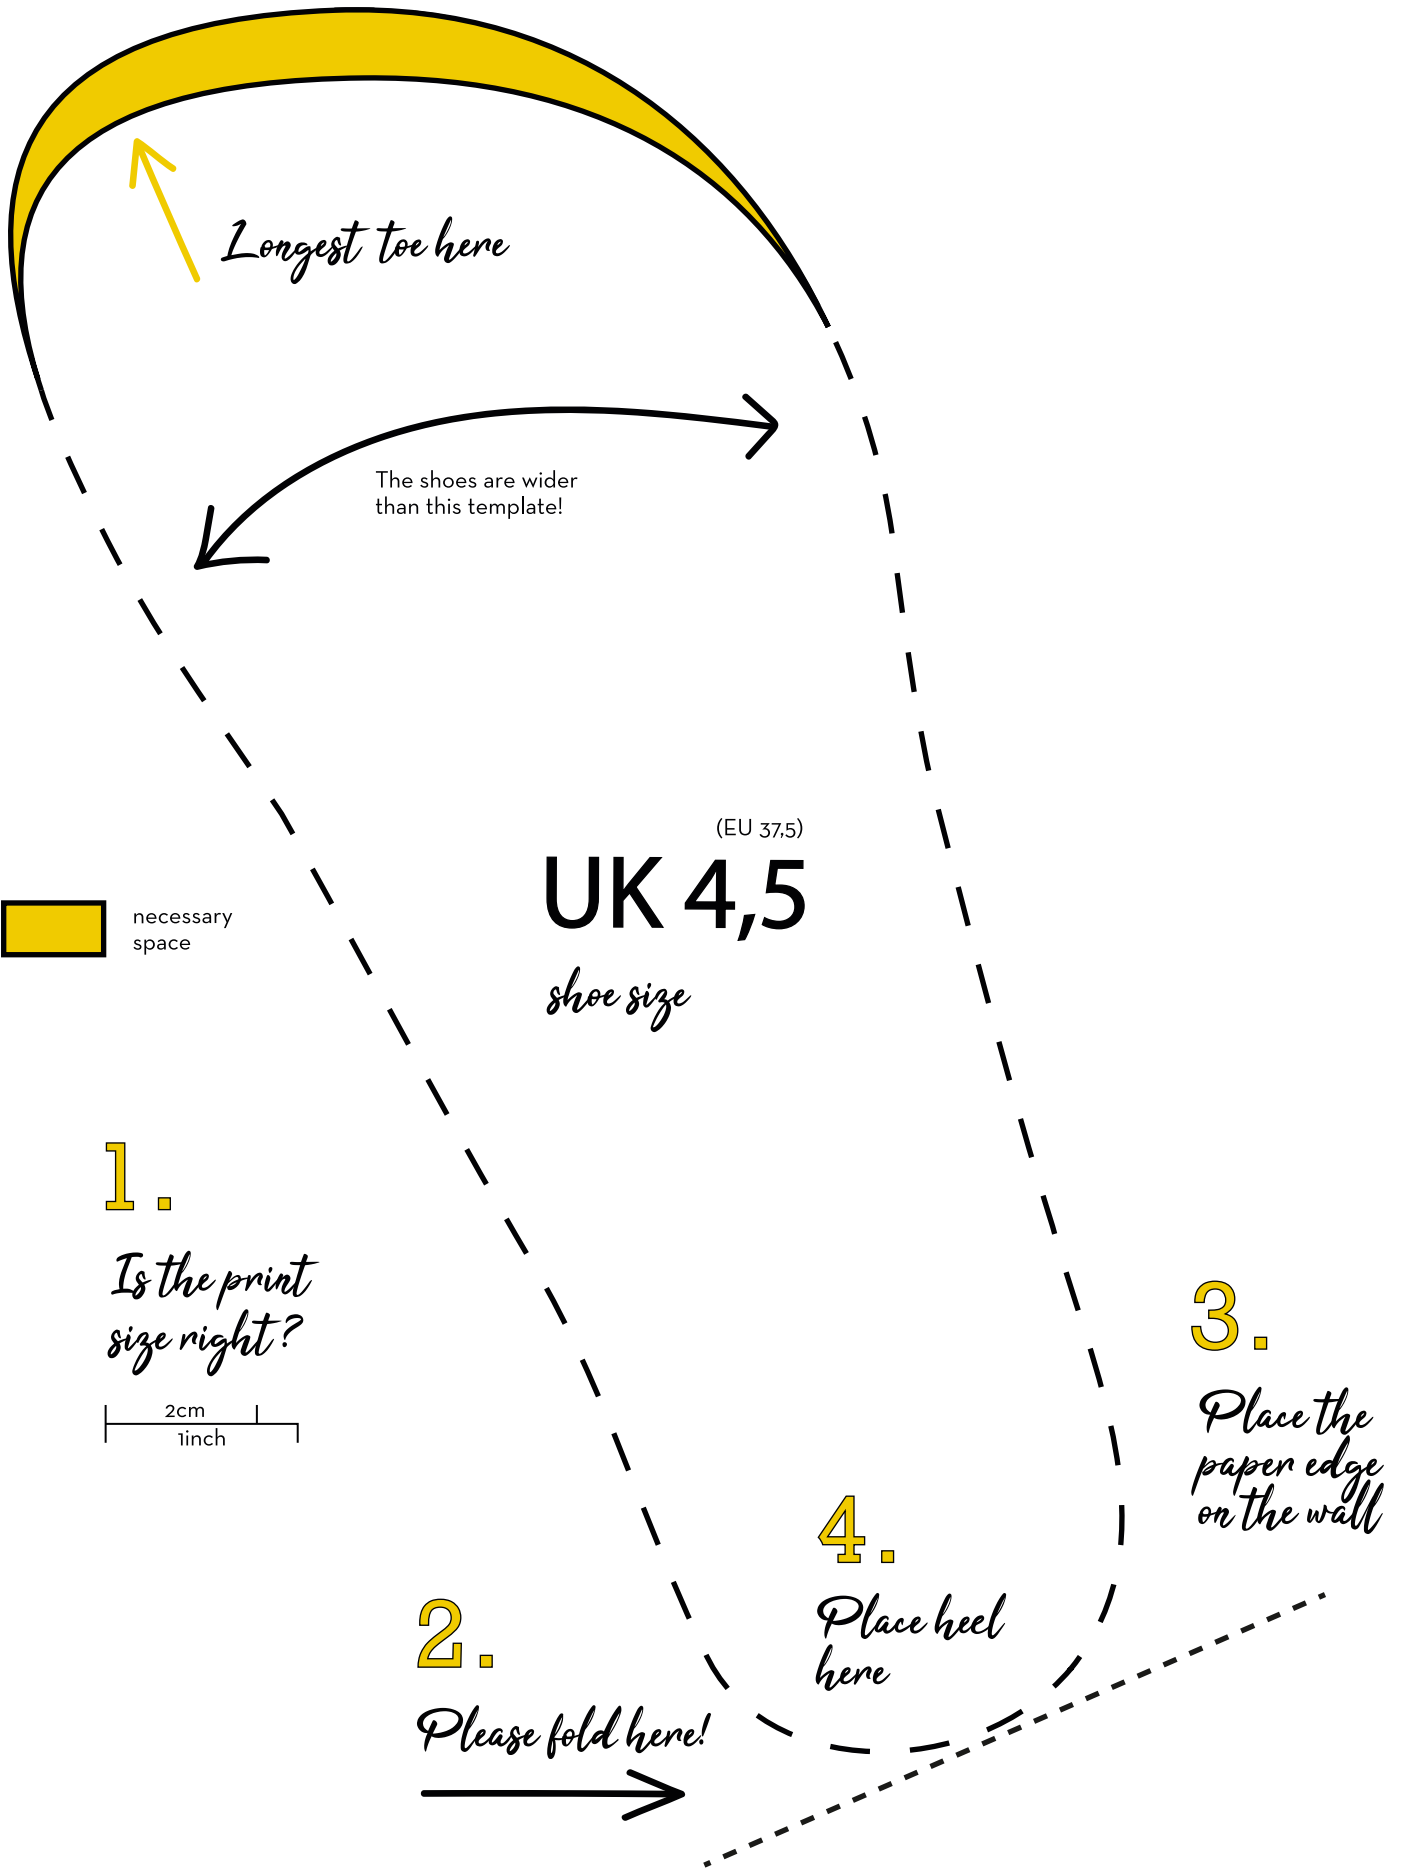 Longest toe here
The shoes are wider
than this template!
(EU 37,5)
UK 4,5
shoe size
necessary
space
1.
Is the print
size right?
2cm
1inch
2.
Please fold here!
3.
Place the
paper edge
on the wall
4.
Place heel
here